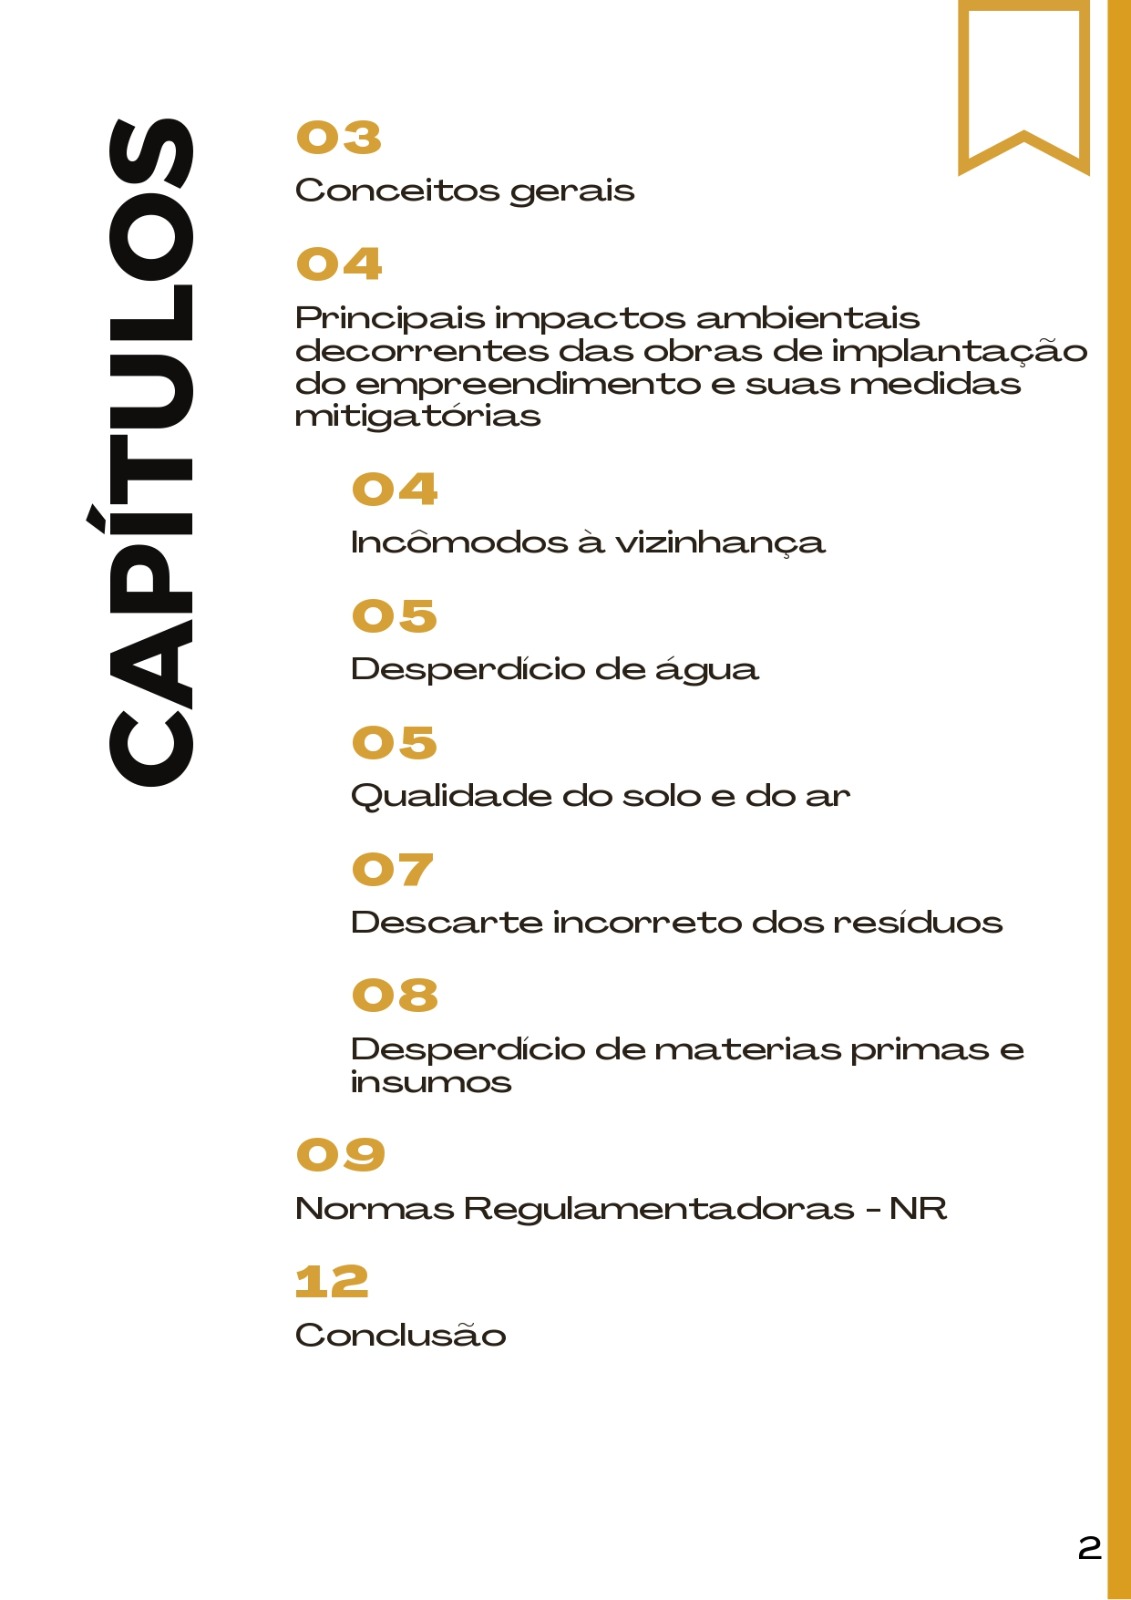 CAPÍTULOS
03
Conceitos gerais
04
Principais impactos ambientais
decorrentes das obras de implantação
do empreendimento e suas medidas
mitigatórias
04
Incômodos à vizinhança
05
Desperdício de água
05
Qualidade do solo e do ar
07
Descarte incorreto dos resíduos
08
Desperdício de materias primas e
insumos
09
Normas Regulamentadoras - NR
12
Conclusão
2